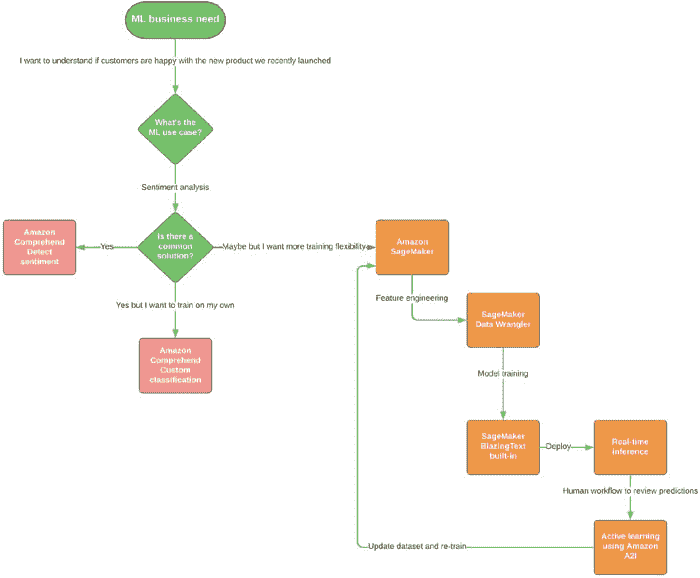 ML business need
I want to understand if customers are happy with the new product we recently launched
What's the
ML use case?
Sentiment analysis
Is there a
common
solution?
Yes
Amazon
Comprehend
Detect
sentiment
Maybe but I want more training flexibility
Amazon
SageMaker
Yes but I want to train on my own
Amazon
Comprehend
Custom
classification
Feature engineering
SageMaker
Data Wrangler
Model training
SageMaker
BlazingText
built-in
Deploy
Real-time
inference
Human workflow to review predictions
Active learning
using Amazon
A2I
Update dataset and re-train